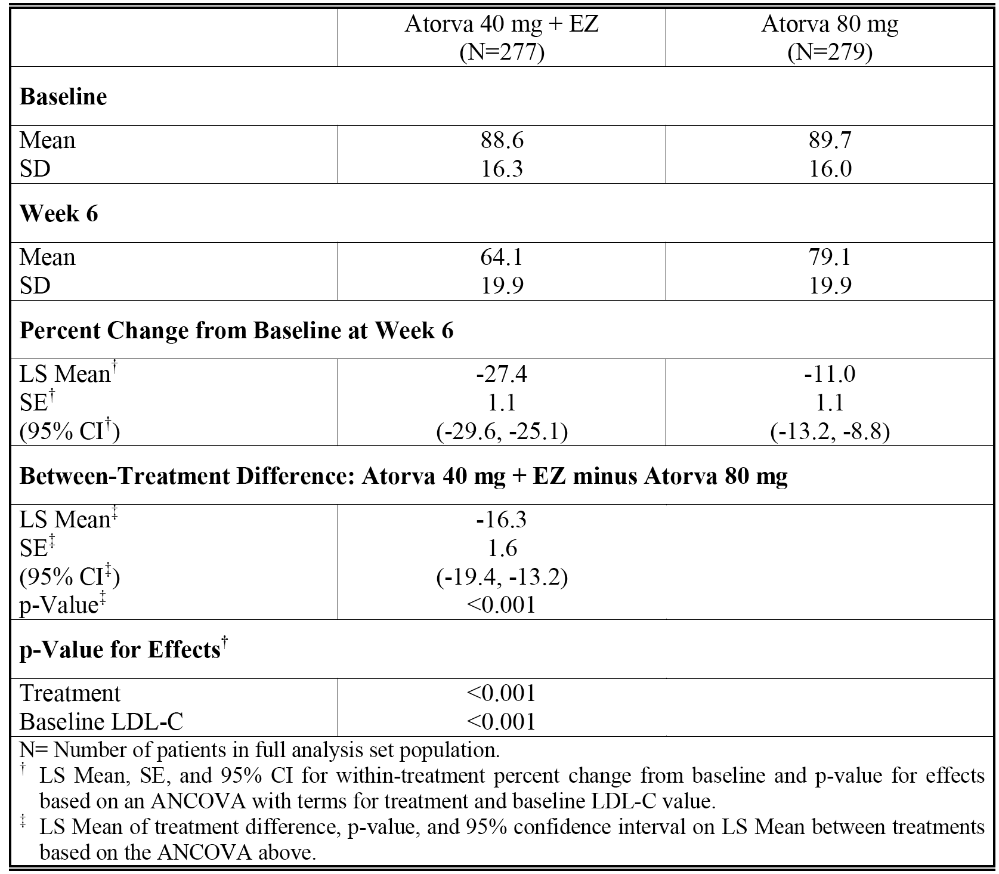 Atorva 40 mg + EZ Atorva 80 mg
(N=277) (N=279)
Baseline
Mean 88.6 89.7
SD 16.3 16.0
Week 6
Mean 64.1 79.1
SD 19.9 19.9
Percent Change from Baseline at Week 6
LS Mean† -27.4 -11.0
SE† 1.1 1.1
(95% CI†) (-29.6, -25.1) (-13.2, -8.8)
Between-Treatment Difference: Atorva 40 mg + EZ minus Atorva 80 mg
LS Mean‡ -16.3
SE‡ 1.6
(95% CI‡) (-19.4, -13.2)
p-Value‡ <0.001
p-Value for Effects†
Treatment <0.001
Baseline LDL-C <0.001
N= Number of patients in full analysis set population.
† LS Mean, SE, and 95% CI for within-treatment percent change from baseline and p-value for effects
based on an ANCOVA with terms for treatment and baseline LDL-C value.
‡ LS Mean of treatment difference, p-value, and 95% confidence interval on LS Mean between treatments
based on the ANCOVA above.